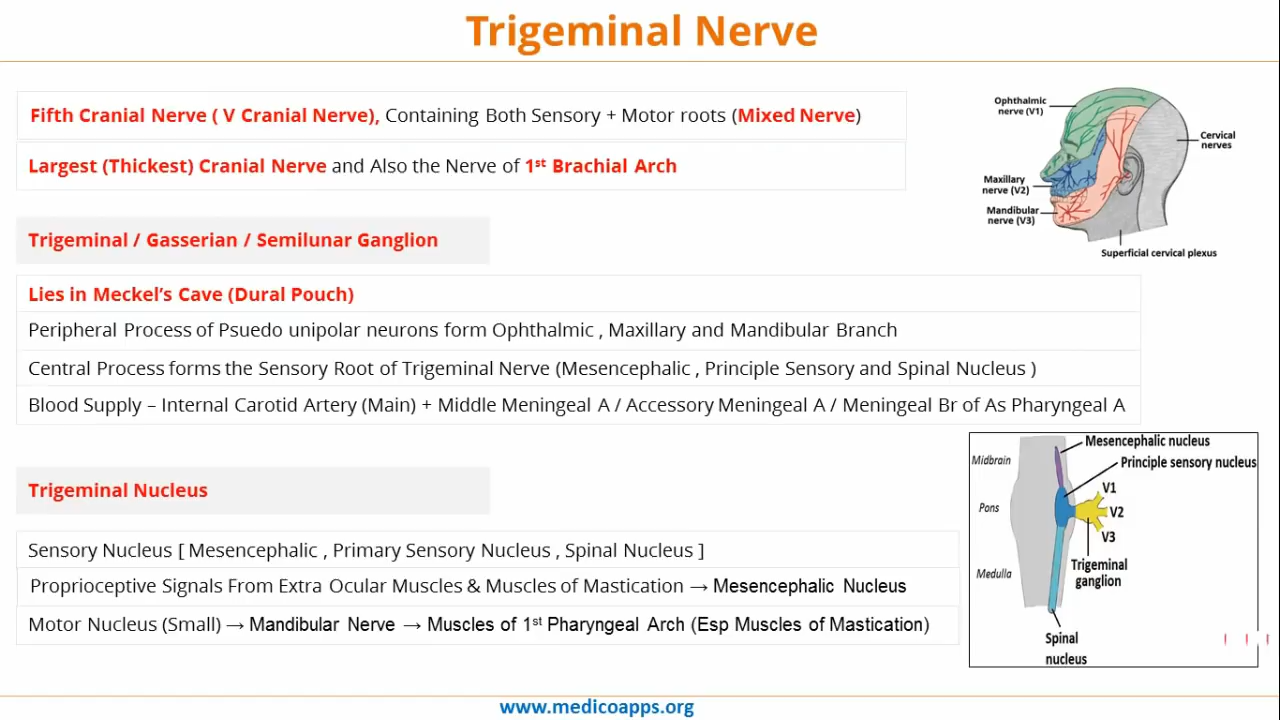 Trigeminal Nerve
Fifth Cranial Nerve ( V Cranial Nerve), Containing Both Sensory + Motor roots (Mixed Nerve)
Largest (Thickest) Cranial Nerve and Also the Nerve of 1st Brachial Arch
Ophthalmic
nerve (V1)
Cervical
nerves
Maxillary
nerve (V2)
Mandibular
nerve (V3)
Superficial cervical plexus
Trigeminal / Gasserian / Semilunar Ganglion
Lies in Meckel's Cave (Dural Pouch)
Peripheral Process of Psuedo unipolar neurons form Ophthalmic , Maxillary and Mandibular Branch
Central Process forms the Sensory Root of Trigeminal Nerve (Mesencephalic , Principle Sensory and Spinal Nucleus )
Blood Supply – Internal Carotid Artery (Main) + Middle Meningeal A / Accessory Meningeal A / Meningeal Br of As Pharyngeal A
Trigeminal Nucleus
Sensory Nucleus [ Mesencephalic , Primary Sensory Nucleus , Spinal Nucleus ]
Proprioceptive Signals From Extra Ocular Muscles & Muscles of Mastication → Mesencephalic Nucleus
Motor Nucleus (Small) → Mandibular Nerve → Muscles of 1st Pharyngeal Arch (Esp Muscles of Mastication)
Mesencephalic nucleus
Midbrain
Principle sensory nucleus
V1
Pons
V2
V3
Trigeminal
ganglion
Medulla
Spinal
nucleus
www.medicoapps.org